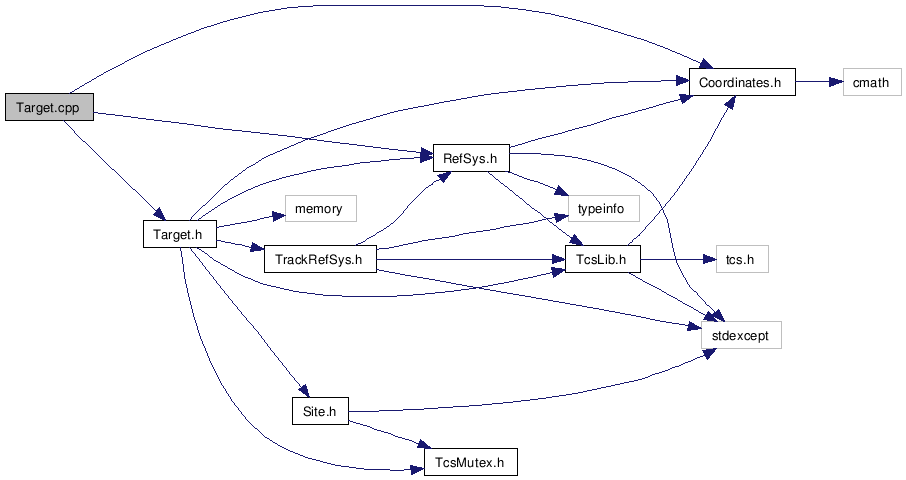 Coordinates.h
cmath
Target.cpp
RefSys.h
memory
typeinfo
Target.h
TrackRefSys.h
TcsLib.h
tcs.h
stdexcept
Site.h
TcsMutex.h